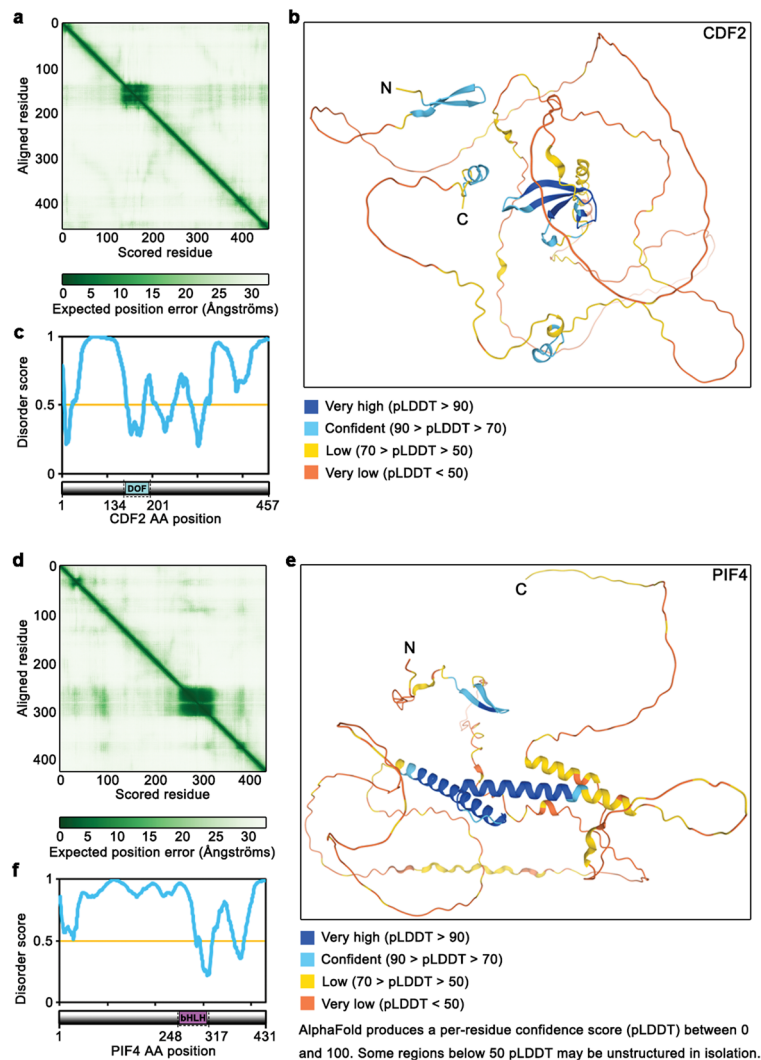 a
0
100
200
300
400
Aligned residue
0 100 200 300 400
Scored residue
0 5 10 15 20 25 30
Expected position error (Ångströms)
b
CDF2
N
C
Very high (pLDDT > 90)
Confident (90 > pLDDT > 70)
Low (70 > pLDDT > 50)
Very low (pLDDT < 50)
c
1
0.5
0
Disorder score
DOF
1 134 201 457
CDF2 AA position
d
0
100
200
300
400
Aligned residue
0 100 200 300 400
Scored residue
0 5 10 15 20 25 30
Expected position error (Ångströms)
e
PIF4
C
N
Very high (pLDDT > 90)
Confident (90 > pLDDT > 70)
Low (70 > pLDDT > 50)
Very low (pLDDT < 50)
f
1
0.5
0
Disorder score
bHLH
1 248 317 431
PIF4 AA position
AlphaFold produces a per-residue confidence score (pLDDT) between 0
and 100. Some regions below 50 pLDDT may be unstructured in isolation.